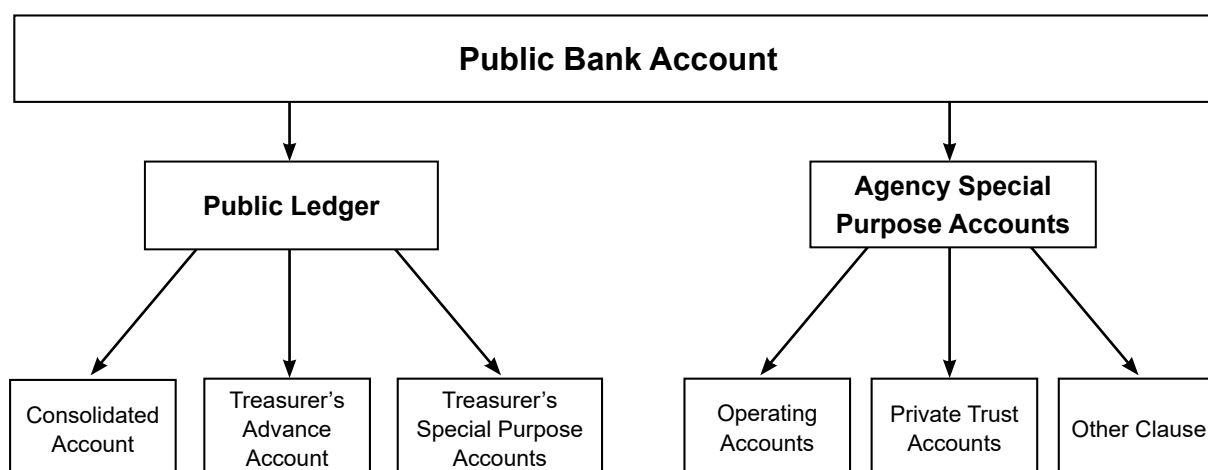 Public Bank Account
Public Ledger
Agency Special
Purpose Accounts
Consolidated
Account
Treasurer’s
Advance
Account
Treasurer’s
Special Purpose
Accounts
Operating
Accounts
Private Trust
Accounts
Other Clause